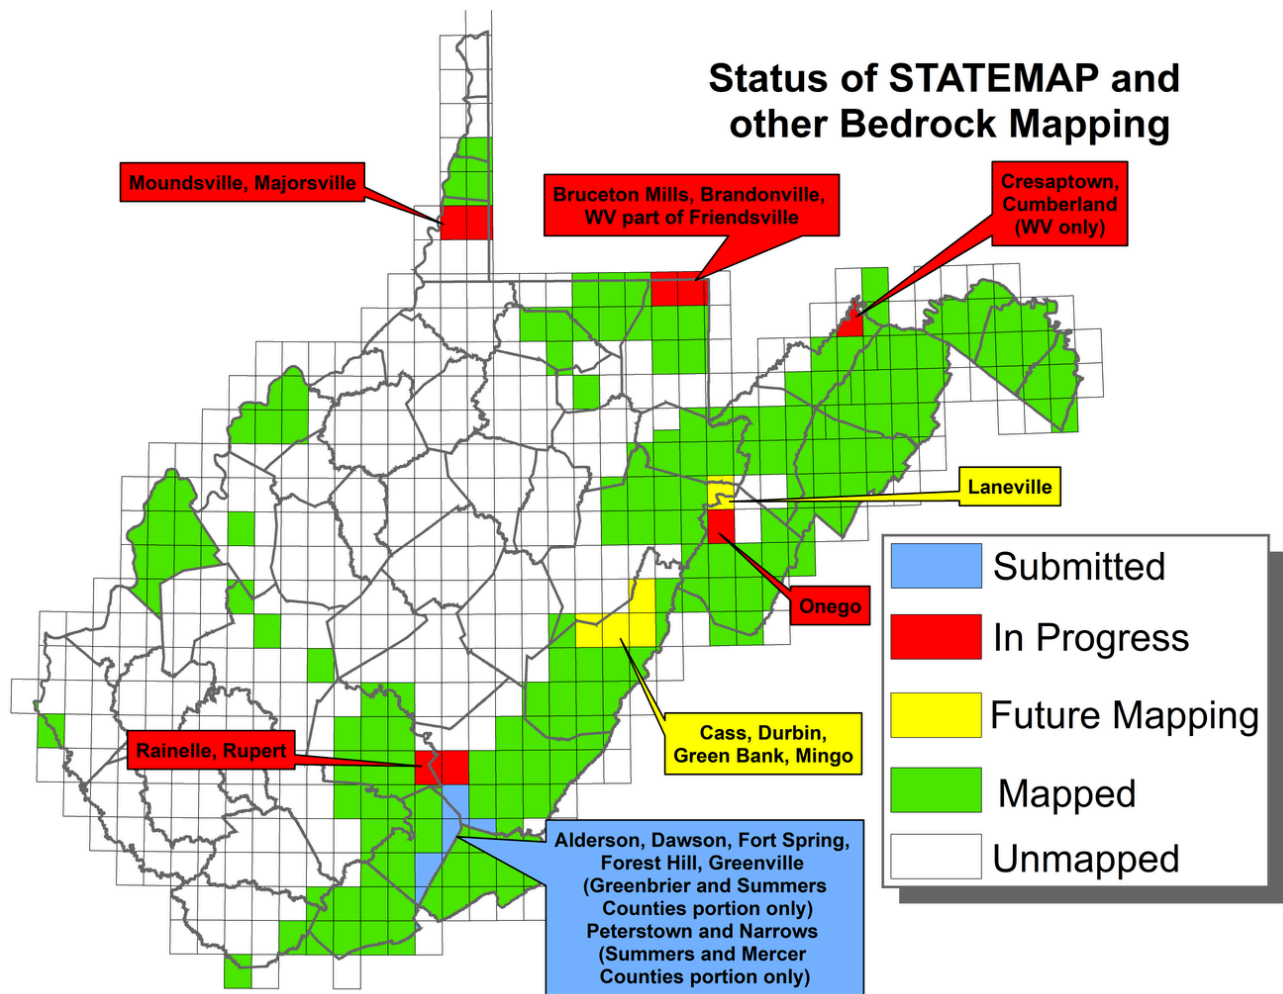 Status of STATEMAP and
other Bedrock Mapping
Moundsville, Majorsville
Bruceton Mills, Brandonville,
WV part of Friendsville
Cresaptown,
Cumberland
(WV only)
Laneville
Onego
Cass, Durbin,
Green Bank, Mingo
Rainelle, Rupert
Alderson, Dawson, Fort Spring,
Forest Hill, Greenville
(Greenbrier and Summers
Counties portion only)
Peterstown and Narrows
(Summers and Mercer
Counties portion only)
Submitted
In Progress
Future Mapping
Mapped
Unmapped